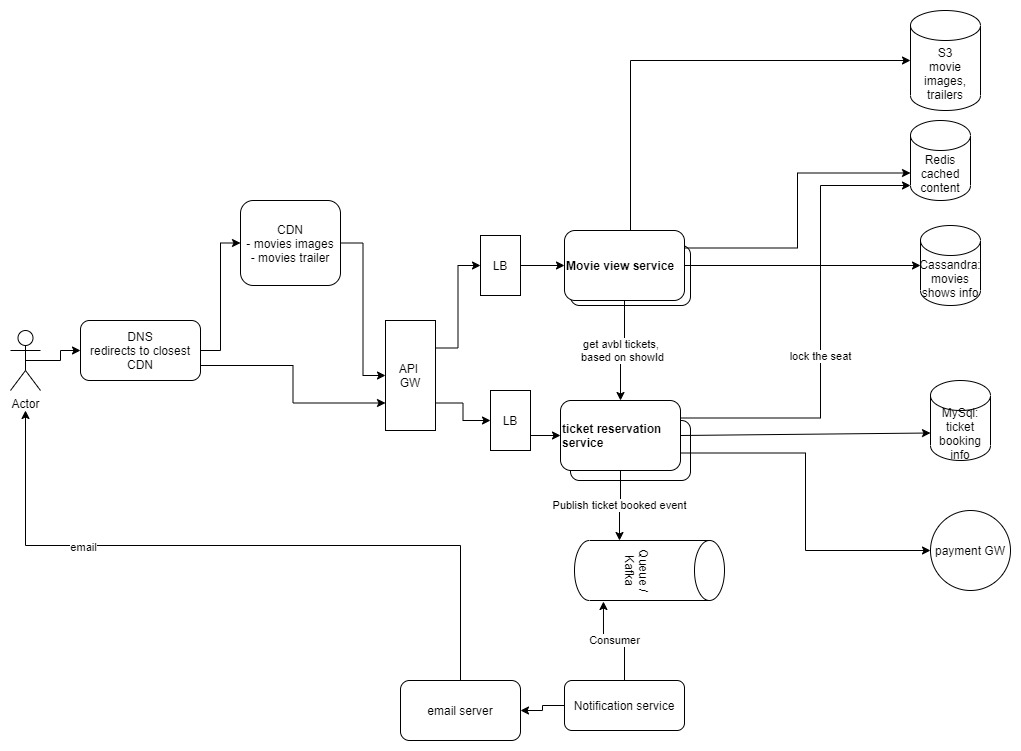 S3
movie
images,
trailers
Redis
cached
content
CDN
- movies images
- movies trailer
LB
Movie view service
Cassandra:
movies
shows info
DNS
redirects to closest
CDN
get avbl tickets,
based on showId
lock the seat
API
GW
Actor
LB
ticket reservation
service
MySql:
ticket
booking
info
Publish ticket booked event
Queue /
Kafka
payment GW
email
Consumer
email server
Notification service